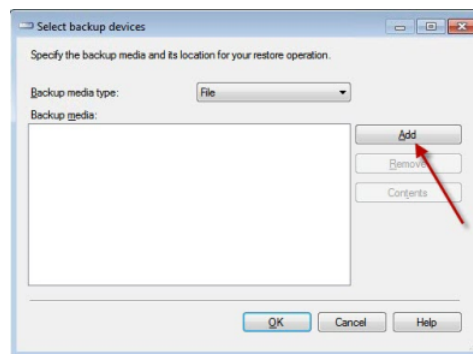 Select backup devices
Specify the backup media and its location for your restore operation.
Backup media type:
File
Backup media:
Add
Remove
Contents
OK
Cancel
Help